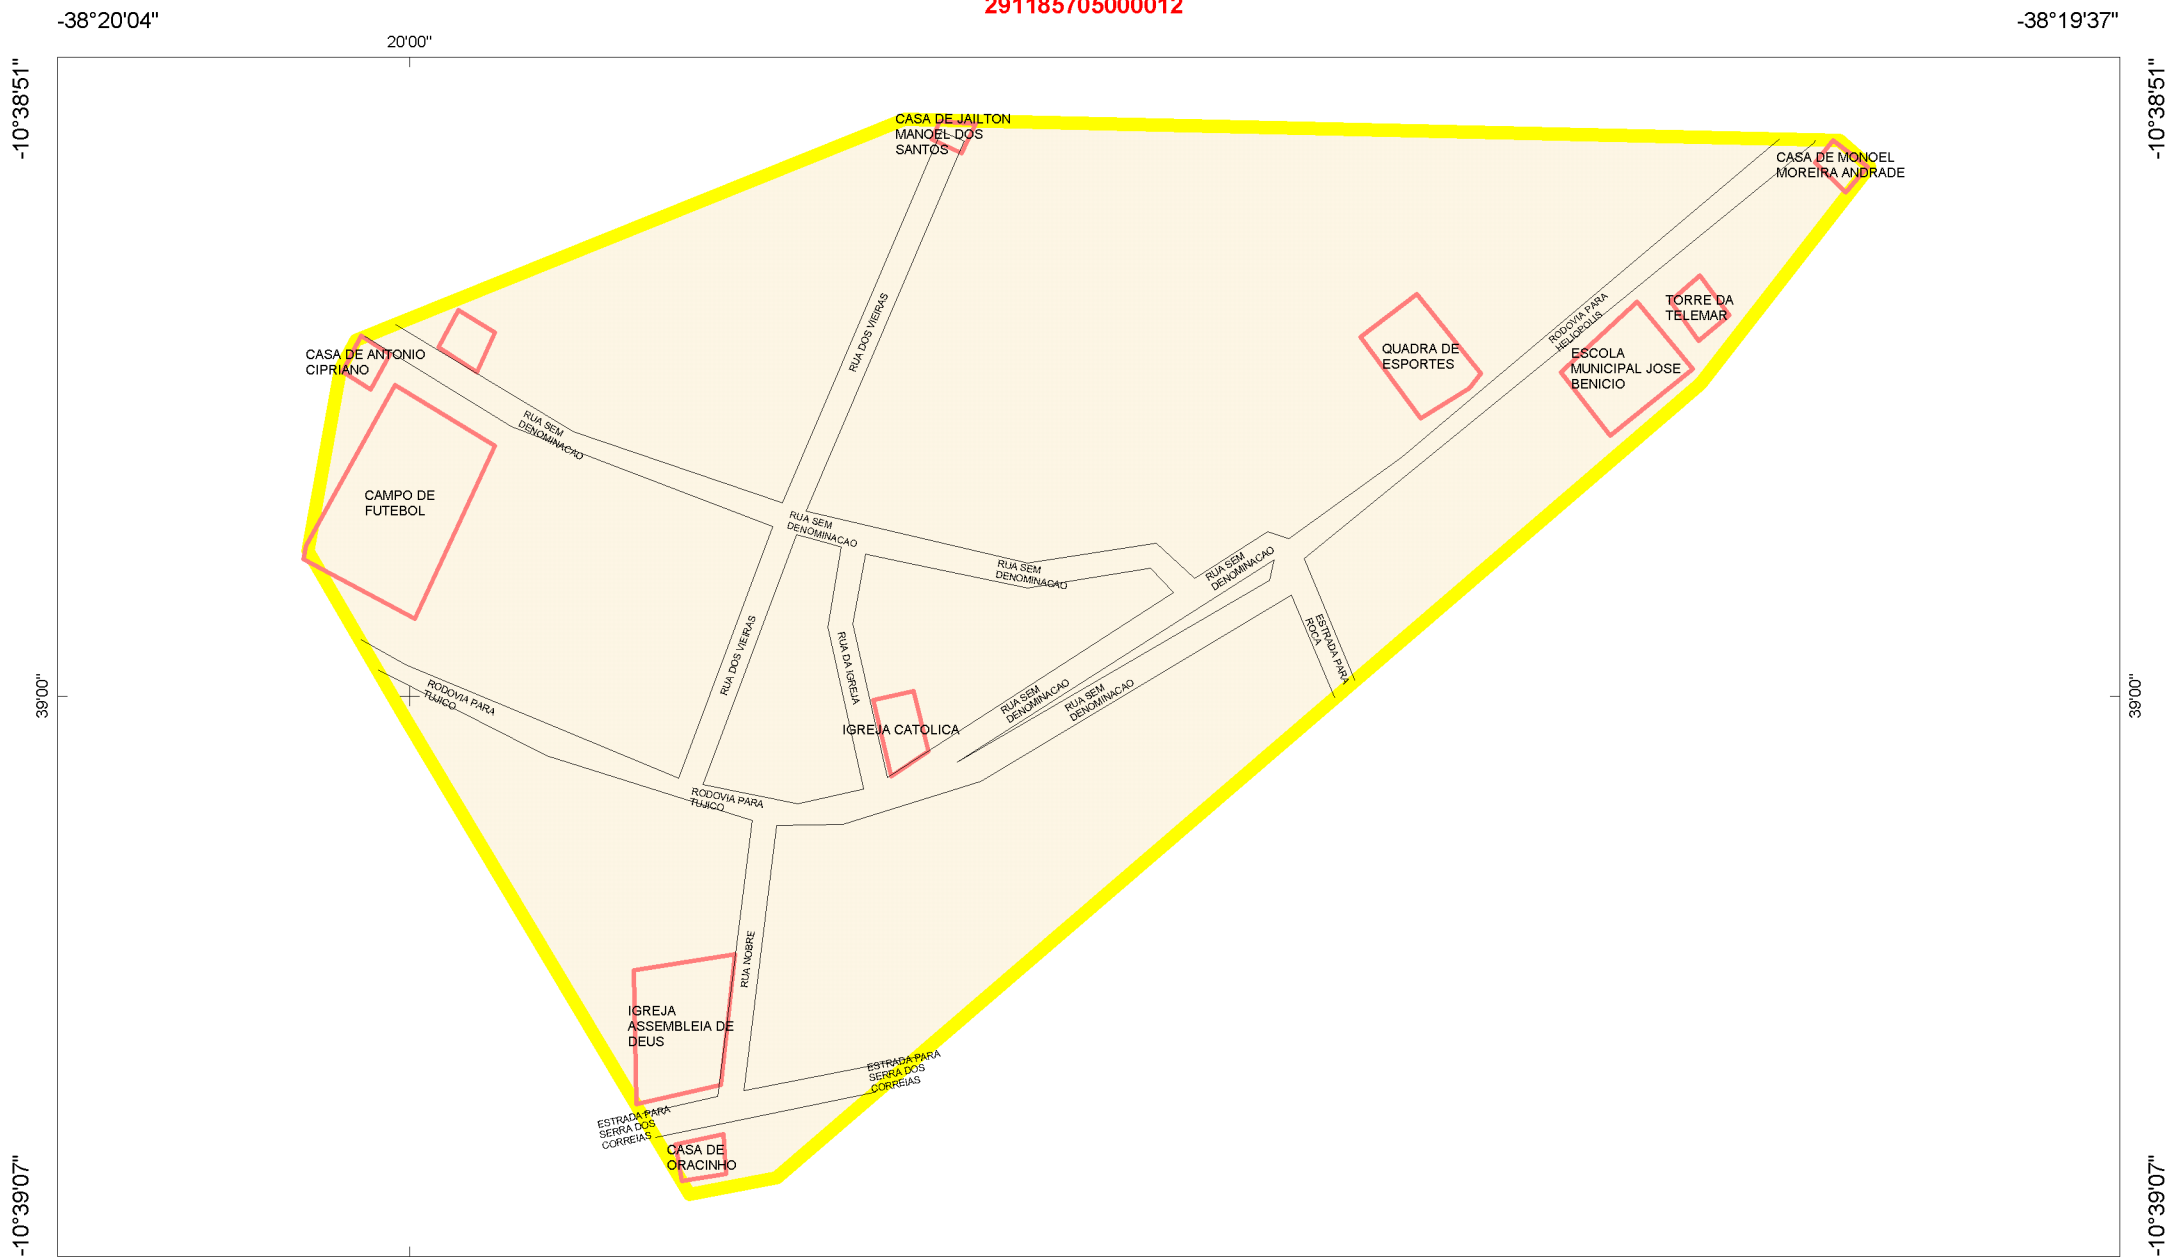 291185705000012
-38°20'04"
-38°19'37"
20'00"
-10°38'51"
-10°38'51"
CASA DE JAILTON
MANOEL DOS
SANTOS
CASA DE MONOEL
MOREIRA ANDRADE
TORRE DA
TELEMAR
RODOVIA PARA
HELIOPOLIS
RUA DOS VIEIRAS
QUADRA DE
ESPORTES
ESCOLA
MUNICIPAL JOSE
BENICIO
CASA DE ANTONIO
CIPRIANO
RUA SEM
DENOMINACAO
CAMPO DE
FUTEBOL
RUA SEM
DENOMINACAO
RUA SEM
DENOMINACAO
RUA SEM
DENOMINACAO
ESTRADA PARA
ROCA
RUA DOS VIEIRAS
RUA DA IGREJA
RODOVIA PARA
TUJICO
39'00"
39'00"
RUA SEM
DENOMINACAO
RUA SEM
DENOMINACAO
IGREJA CATOLICA
RODOVIA PARA
TUJICO
RUA NOBRE
IGREJA
ASSEMBLEIA DE
DEUS
ESTRADA PARA
SERRA DOS
CORREIAS
ESTRADA PARA
SERRA DOS
CORREIAS
CASA DE
ORACINHO
-10°39'07"
-10°39'07"